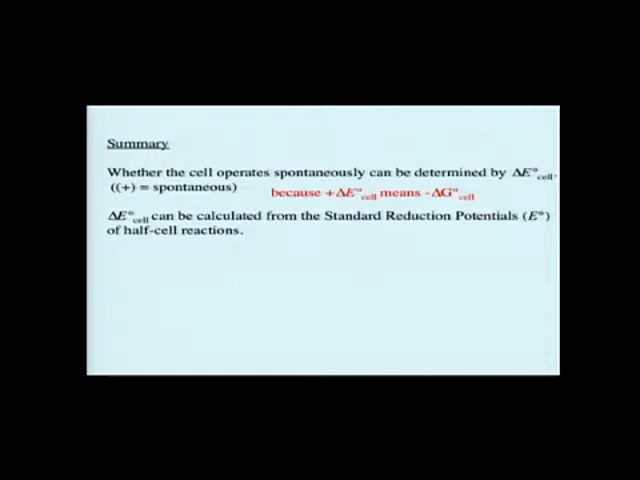 Summary
Whether the cell operates spontaneously can be determined by ΔE°cell.
((+) = spontaneous) because +ΔE°cell means -ΔG°cell
ΔE°cell can be calculated from the Standard Reduction Potentials (E°)
of half-cell reactions.